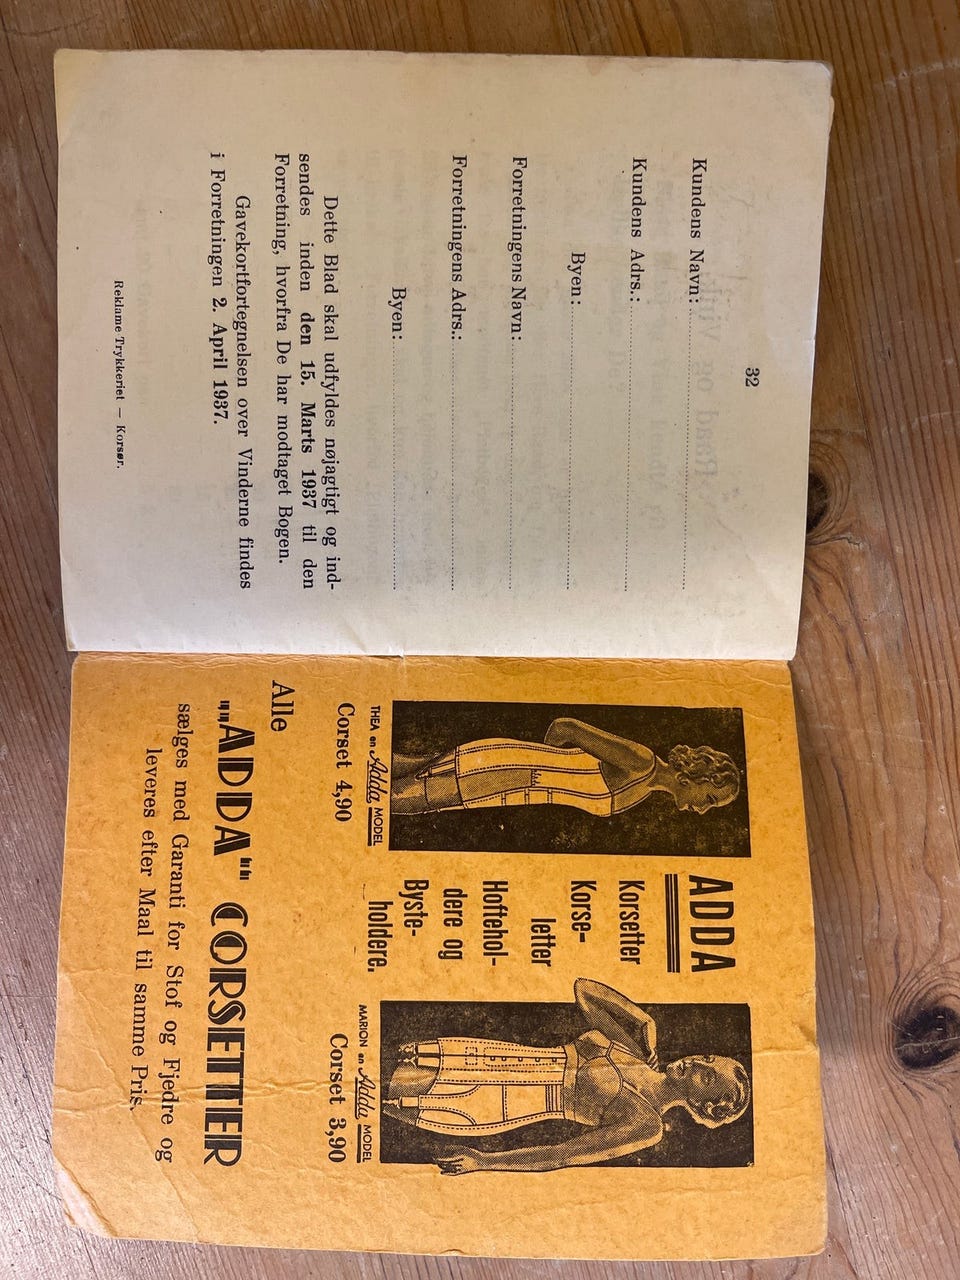 32
Kundens Navn:
Kundens Adrs.:
Byen:
Forretningens Navn:
Forretningens Adrs.:
Byen:
Dette Blad skal udfyldes nøjagtigt og ind-
sendes inden den 15. Marts 1937 til den
Forretning, hvorfra De har modtaget Bogen.
Gavekortfortegnelsen over Vinderne findes
i Forretningen 2. April 1937.
Reklame Trykkeriet — Korsør.
THEA en Adda MODEL
Corset 4,90
ADDA
Korsetter
Korse-
letter
Hoftehol-
dere og
Byste-
holdere.
MARION en Adda MODEL
Corset 3,90
Alle
"ADDA" CORSETTER
sælges med Garanti for Stof og Fjedre og
leveres efter Maal til samme Pris.